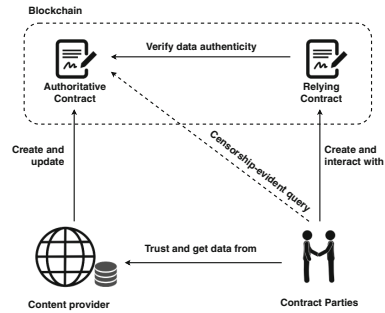 Blockchain
Verify data authenticity
Authoritative
Contract
Relying
Contract
Censorship-evident query
Create and
update
Create and
interact with
Trust and get data from
Content provider
Contract Parties